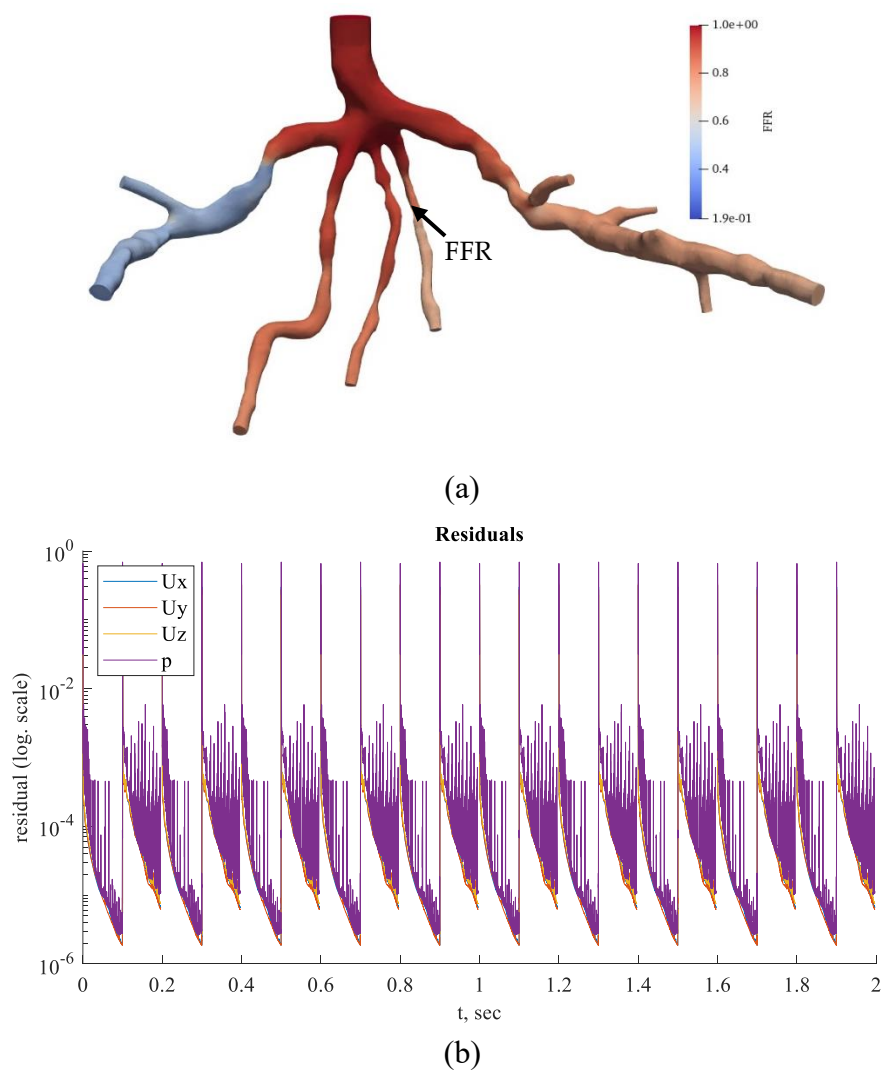 1.0e+00
0.8
0.6
0.4
1.9e-01
FFR
FFR
(a)
Residuals
10^0
10^-2
10^-4
10^-6
residual (log. scale)
Ux
Uy
Uz
p
0 0.2 0.4 0.6 0.8 1 1.2 1.4 1.6 1.8 2
t, sec
(b)